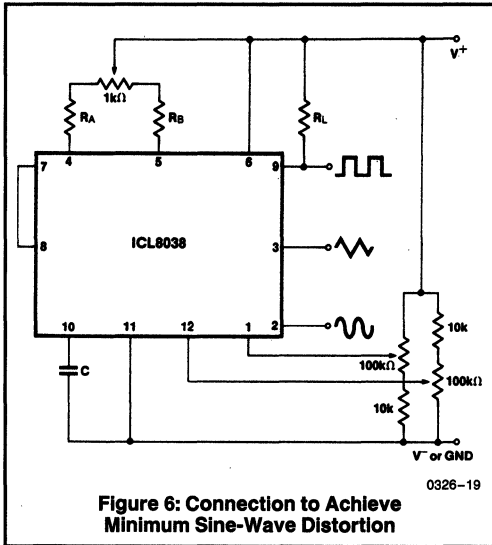 V+
1kΩ
RA
RB
RL
4
5
6
7
9
8
ICL8038
3
2
10
11
12
1
10k
100kΩ
100kΩ
10k
C
V− or GND
0326–19
Figure 6: Connection to Achieve
Minimum Sine-Wave Distortion